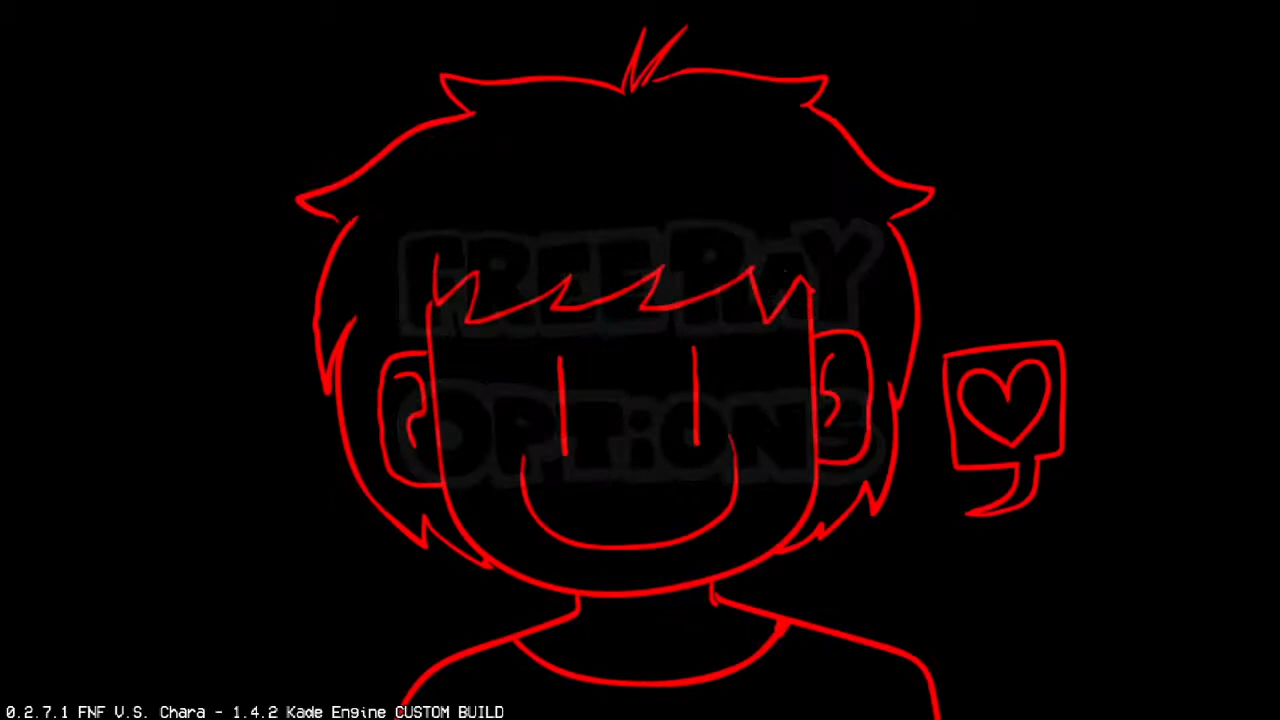 FREEPLAY
OPTIONS
0.2.7.1 FNF V.S. Chara - 1.4.2 Kade Engine CUSTOM BUILD